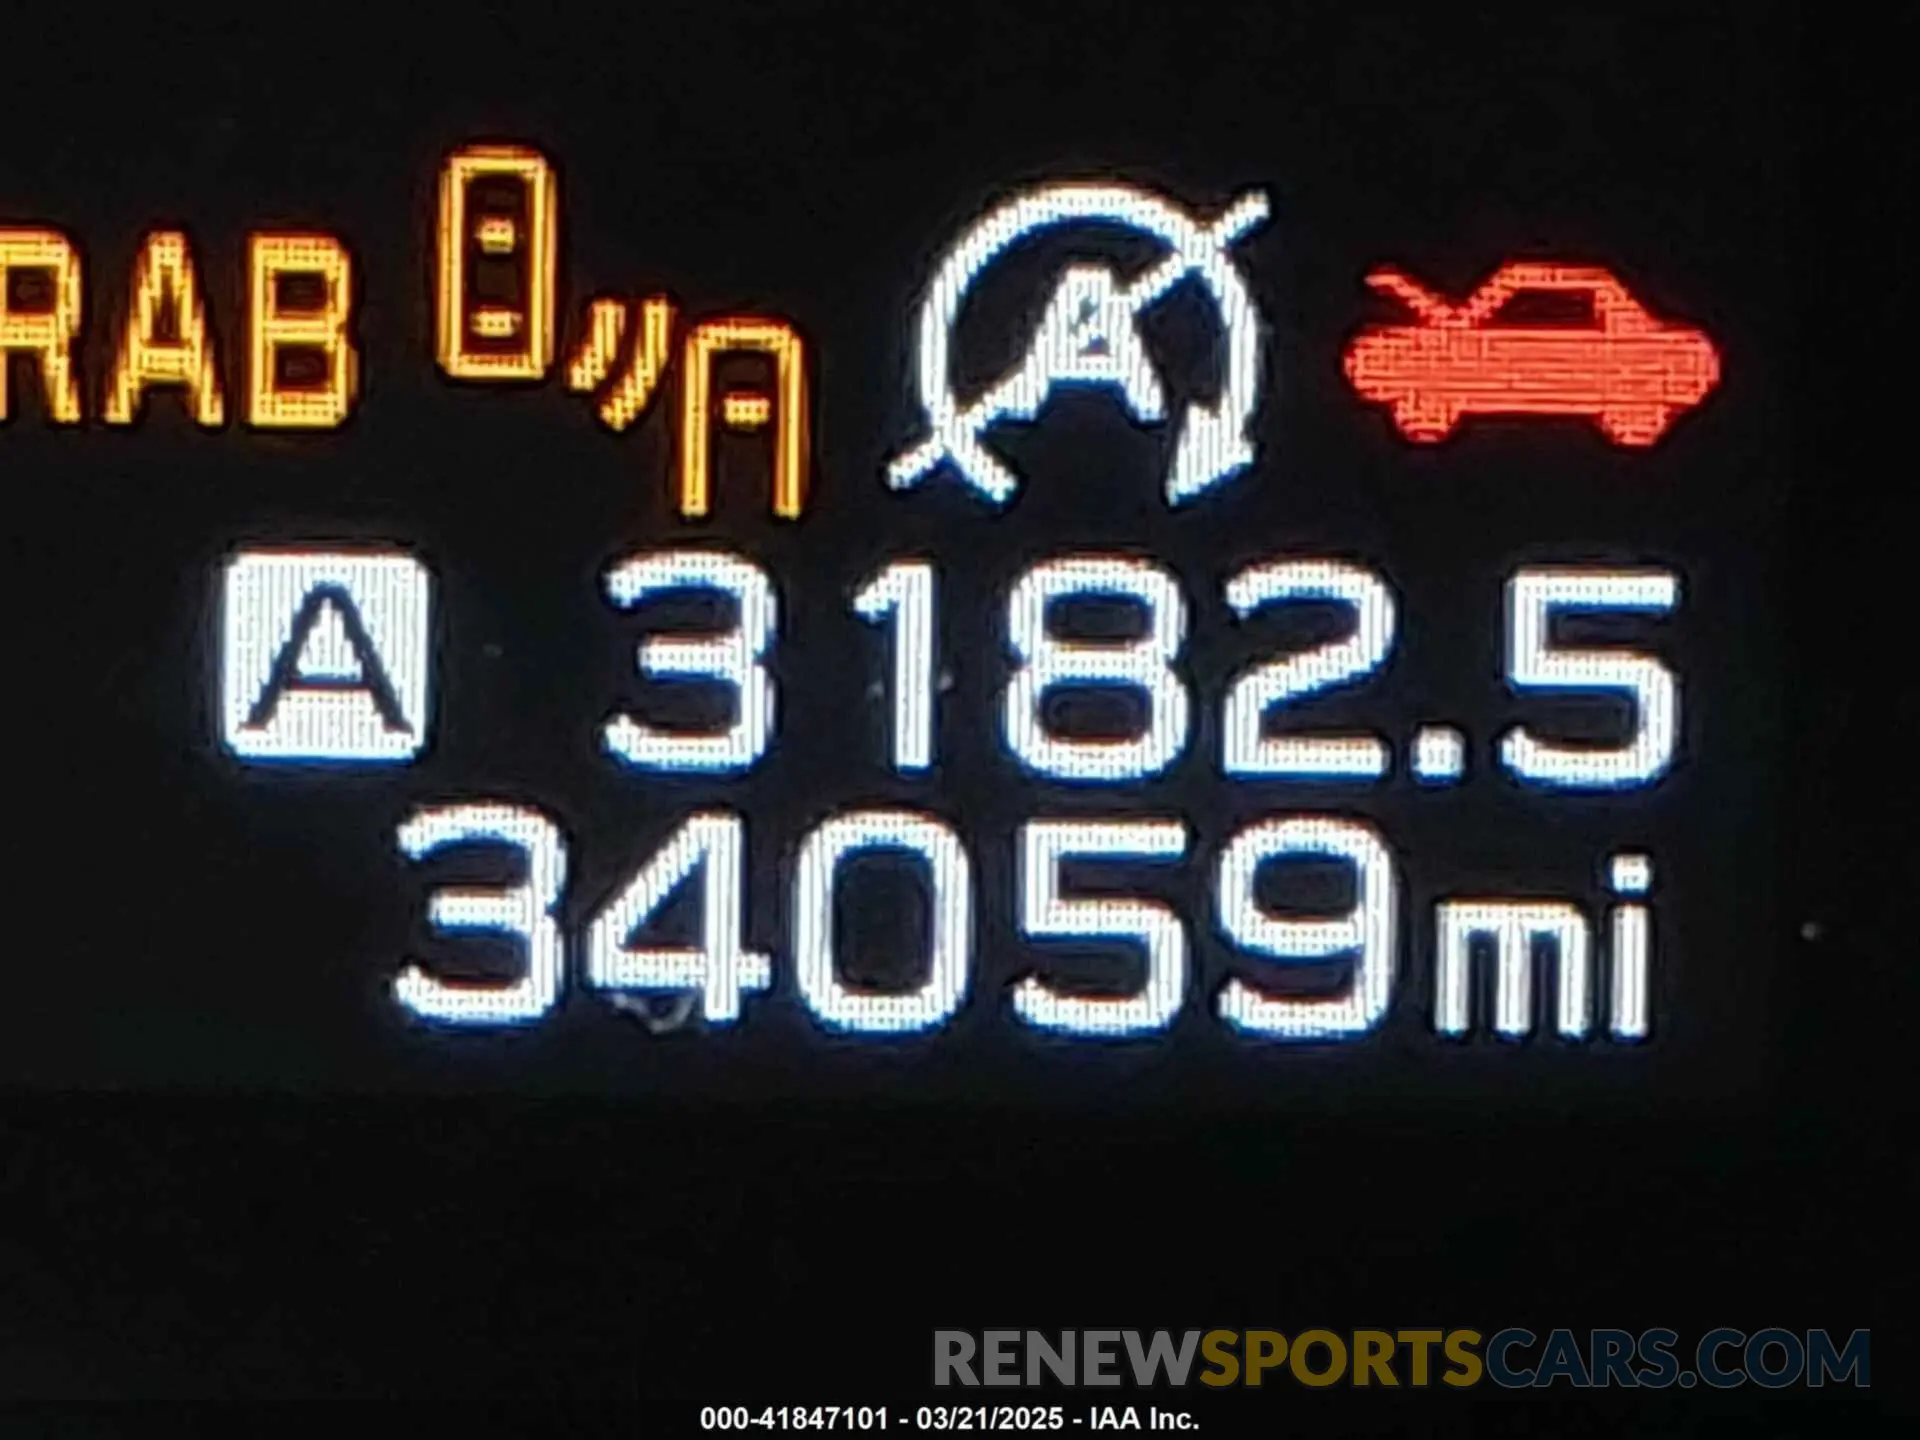 RAB
A
A 3182.5
34059mi
RENEWSPORTSCARS.COM
000-41847101 - 03/21/2025 - IAA Inc.